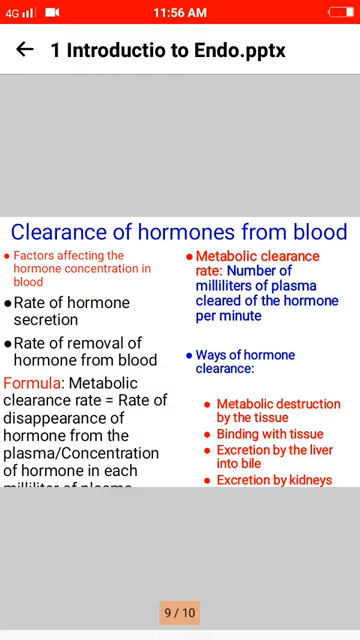 4G
11:56 AM
1 Introductio to Endo.pptx
Clearance of hormones from blood
• Factors affecting the
hormone concentration in
blood
• Rate of hormone
secretion
• Rate of removal of
hormone from blood
Formula: Metabolic
clearance rate = Rate of
disappearance of
hormone from the
plasma/Concentration
of hormone in each
milliliter of plasma
• Metabolic clearance
rate: Number of
milliliters of plasma
cleared of the hormone
per minute
• Ways of hormone
clearance:
• Metabolic destruction
by the tissue
• Binding with tissue
• Excretion by the liver
into bile
• Excretion by kidneys
9 / 10